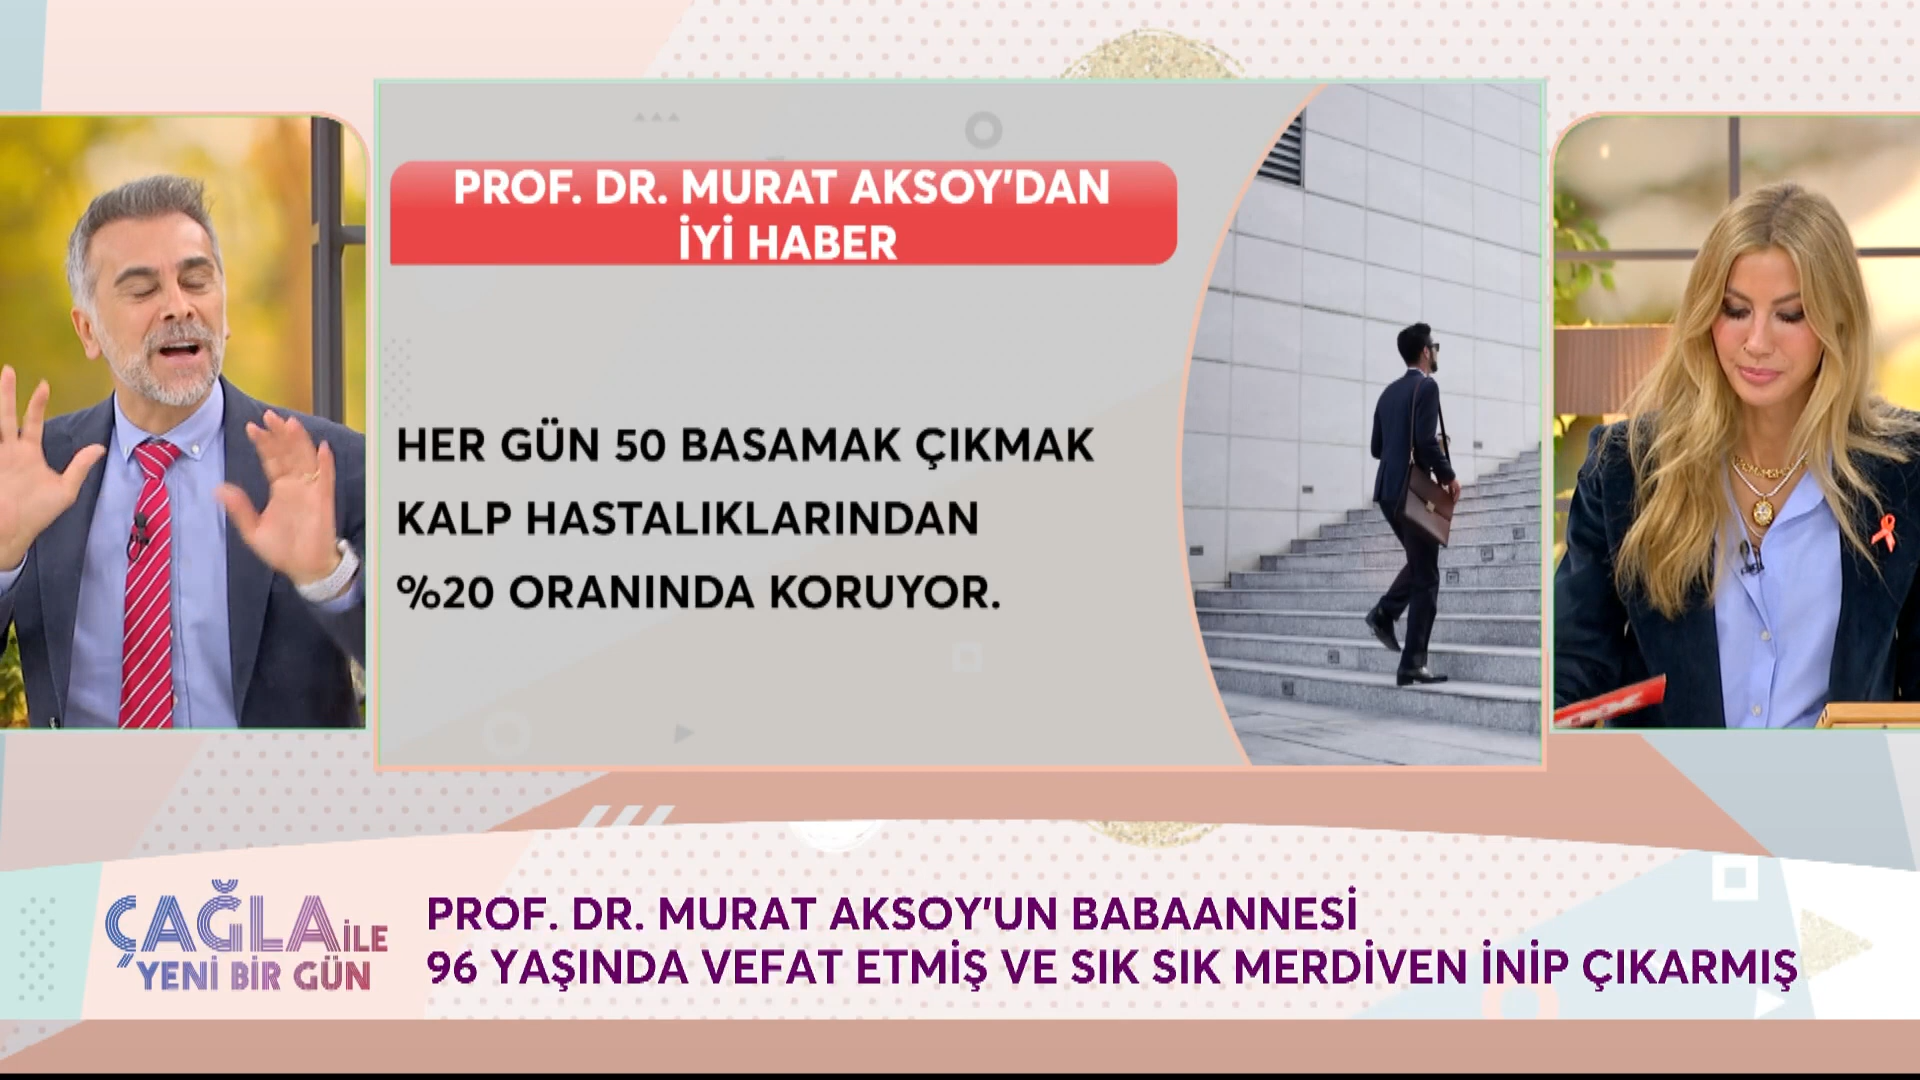 PROF. DR. MURAT AKSOY'DAN
İYİ HABER
HER GÜN 50 BASAMAK ÇIKMAK
KALP HASTALIKLARINDAN
%20 ORANINDA KORUYOR.
ÇAĞLA İLE
YENİ BİR GÜN
PROF. DR. MURAT AKSOY'UN BABAANNESİ
96 YAŞINDA VEFAT ETMİŞ VE SIK SIK MERDİVEN İNİP ÇIKARMIŞ